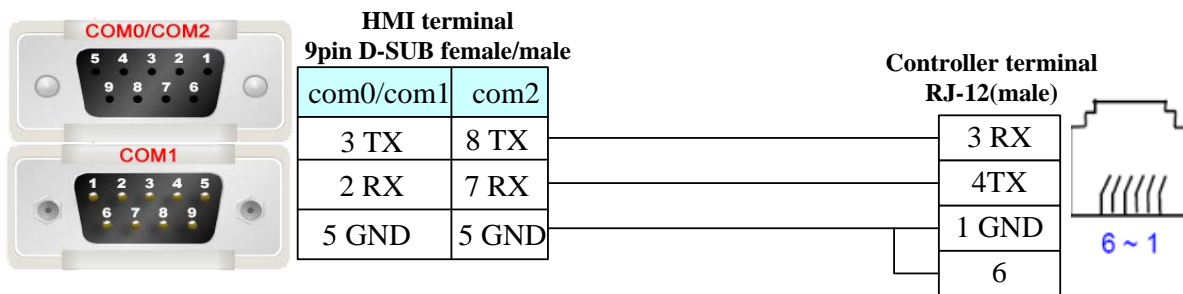 COM0/COM2
5 4 3 2 1
9 8 7 6
COM1
1 2 3 4 5
6 7 8 9
HMI terminal
9pin D-SUB female/male
com0/com1 com2
3 TX 8 TX
2 RX 7 RX
5 GND 5 GND
Controller terminal
RJ-12(male)
3 RX
4TX
1 GND
6
6 ~ 1